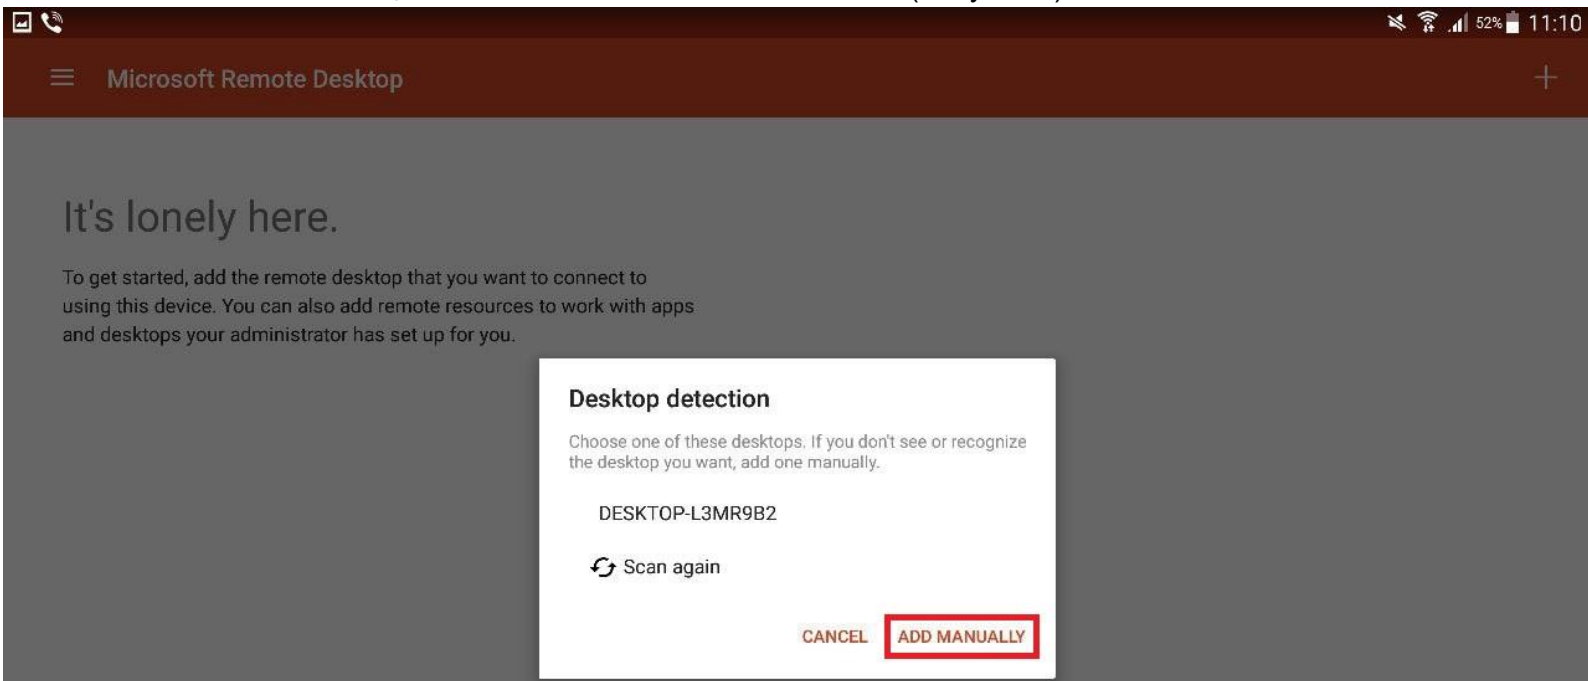 52% 11:10
Microsoft Remote Desktop
It's lonely here.
To get started, add the remote desktop that you want to connect to
using this device. You can also add remote resources to work with apps
and desktops your administrator has set up for you.
Desktop detection
Choose one of these desktops. If you don't see or recognize
the desktop you want, add one manually.
DESKTOP-L3MR9B2
Scan again
CANCEL ADD MANUALLY